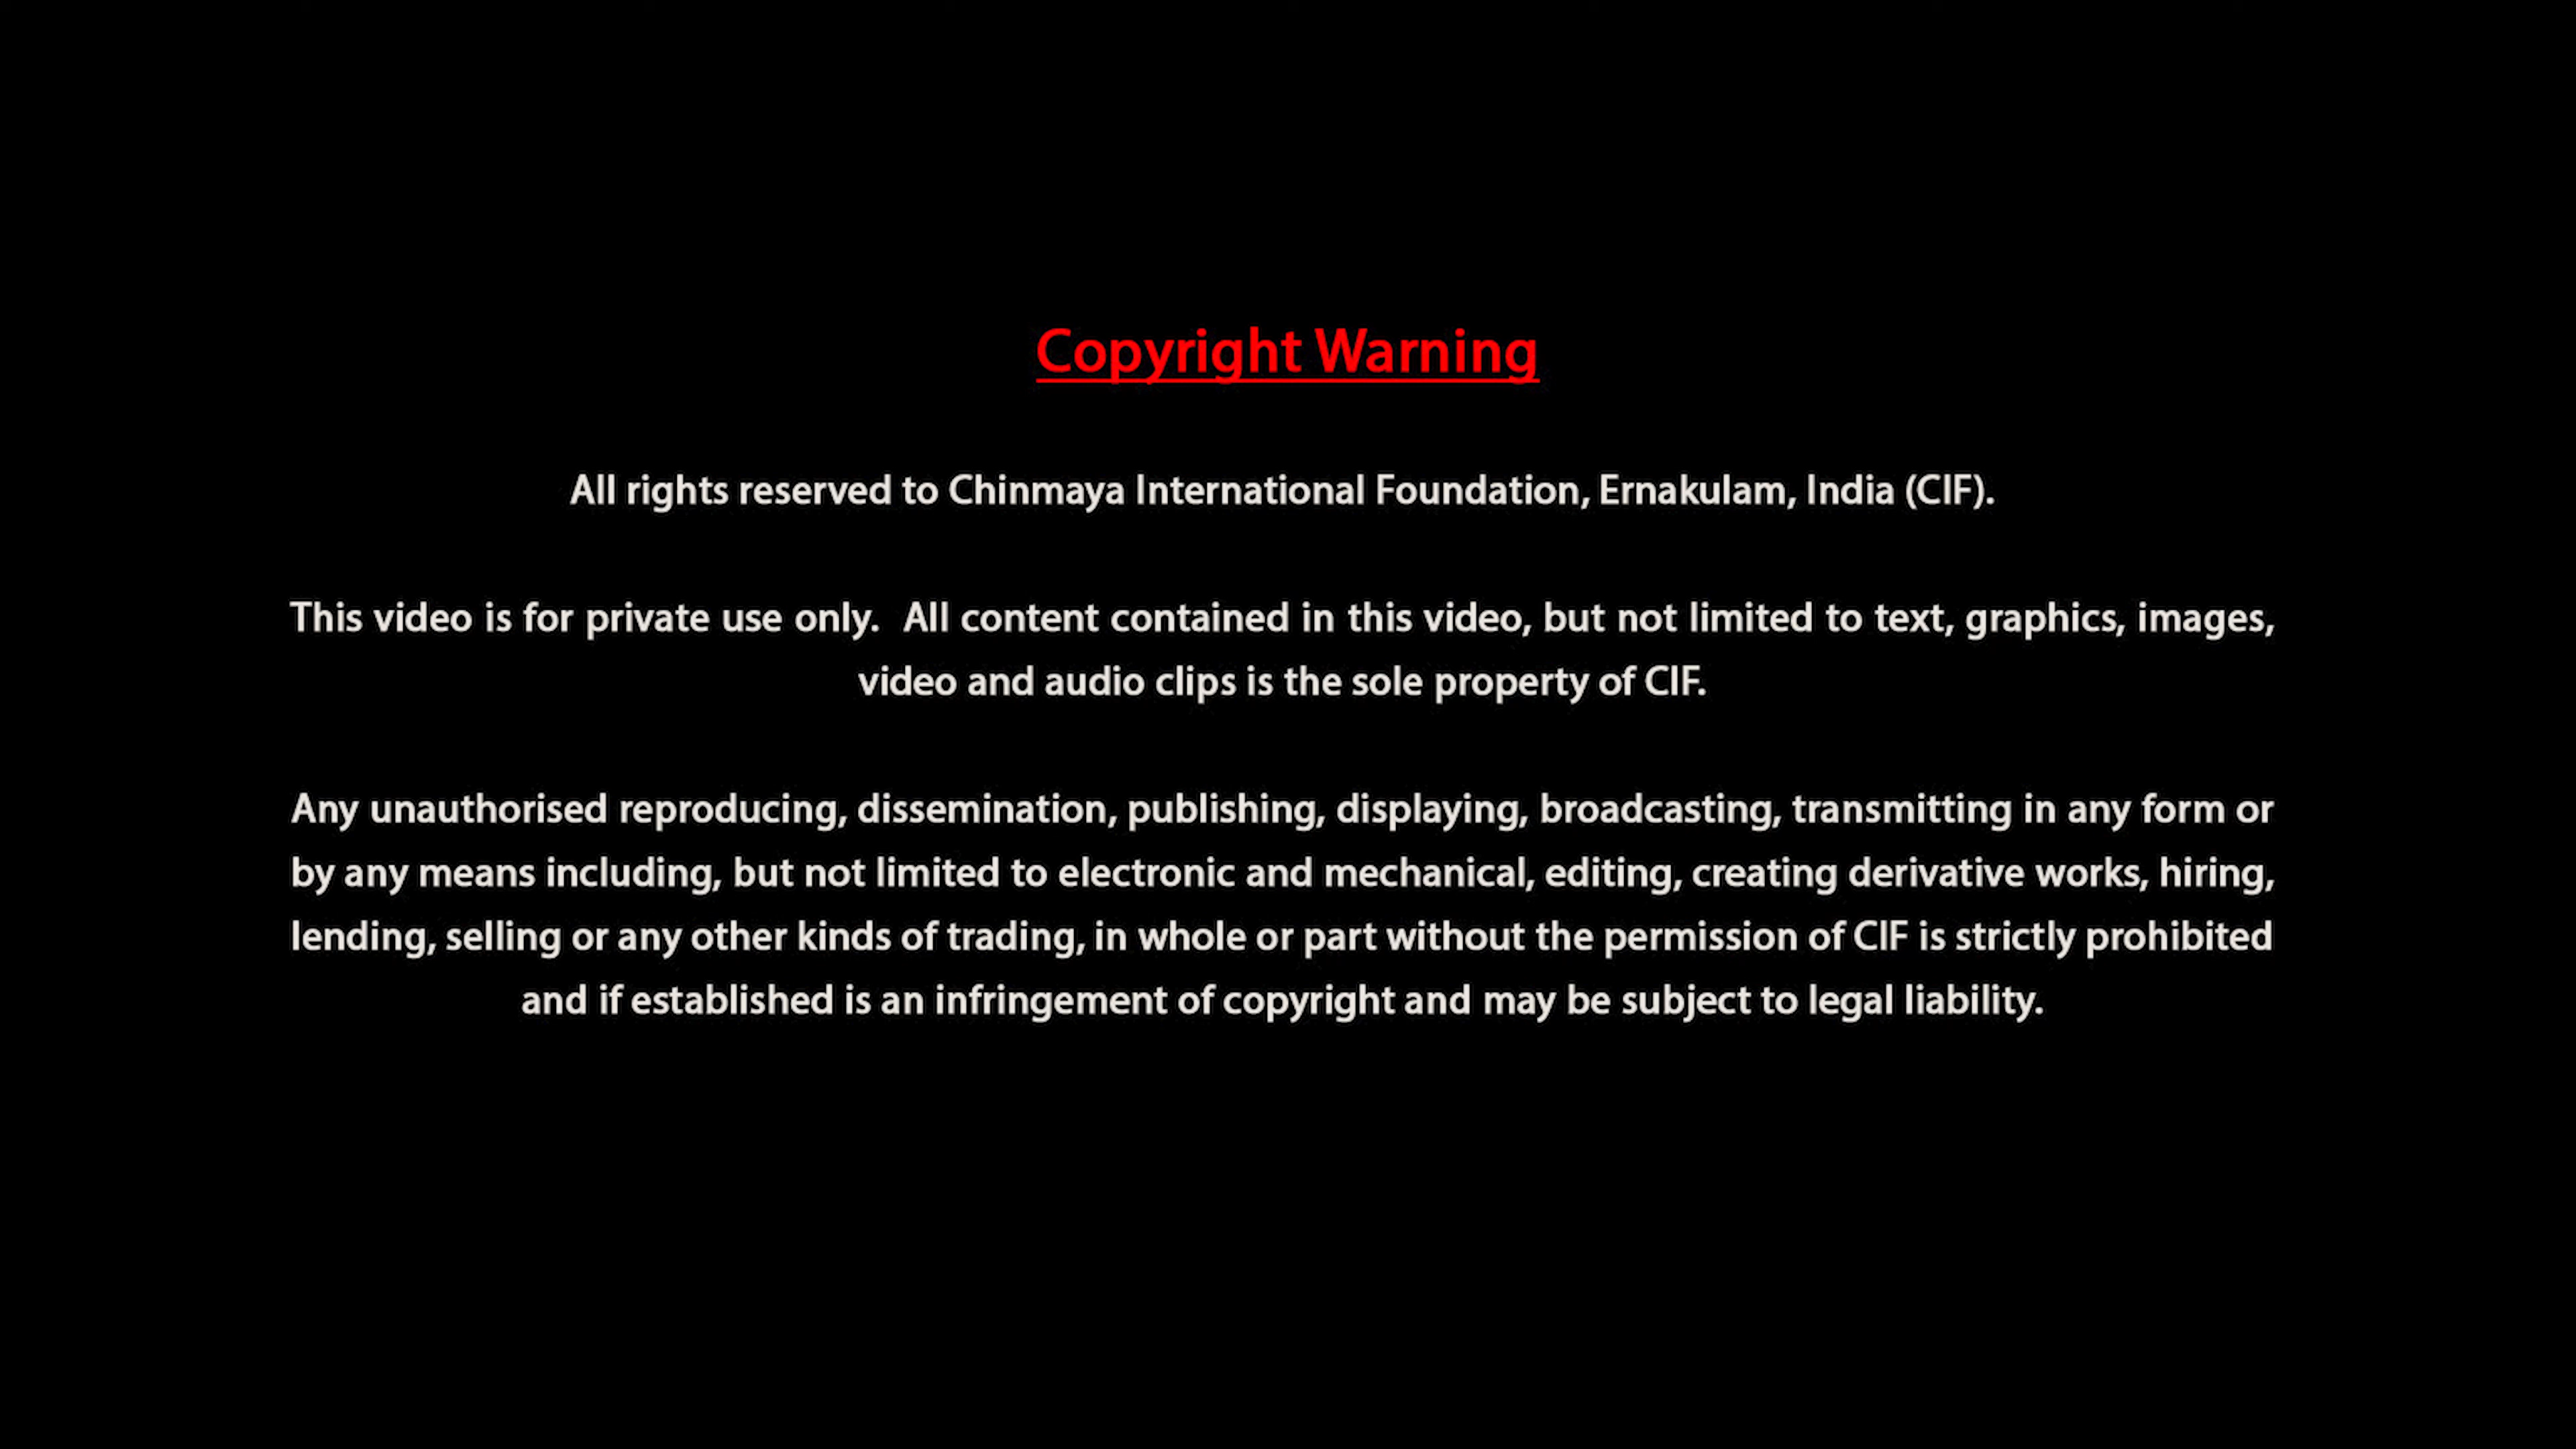 Copyright Warning
All rights reserved to Chinmaya International Foundation, Ernakulam, India (CIF).
This video is for private use only.  All content contained in this video, but not limited to text, graphics, images,
video and audio clips is the sole property of CIF.
Any unauthorised reproducing, dissemination, publishing, displaying, broadcasting, transmitting in any form or
by any means including, but not limited to electronic and mechanical, editing, creating derivative works, hiring,
lending, selling or any other kinds of trading, in whole or part without the permission of CIF is strictly prohibited
and if established is an infringement of copyright and may be subject to legal liability.